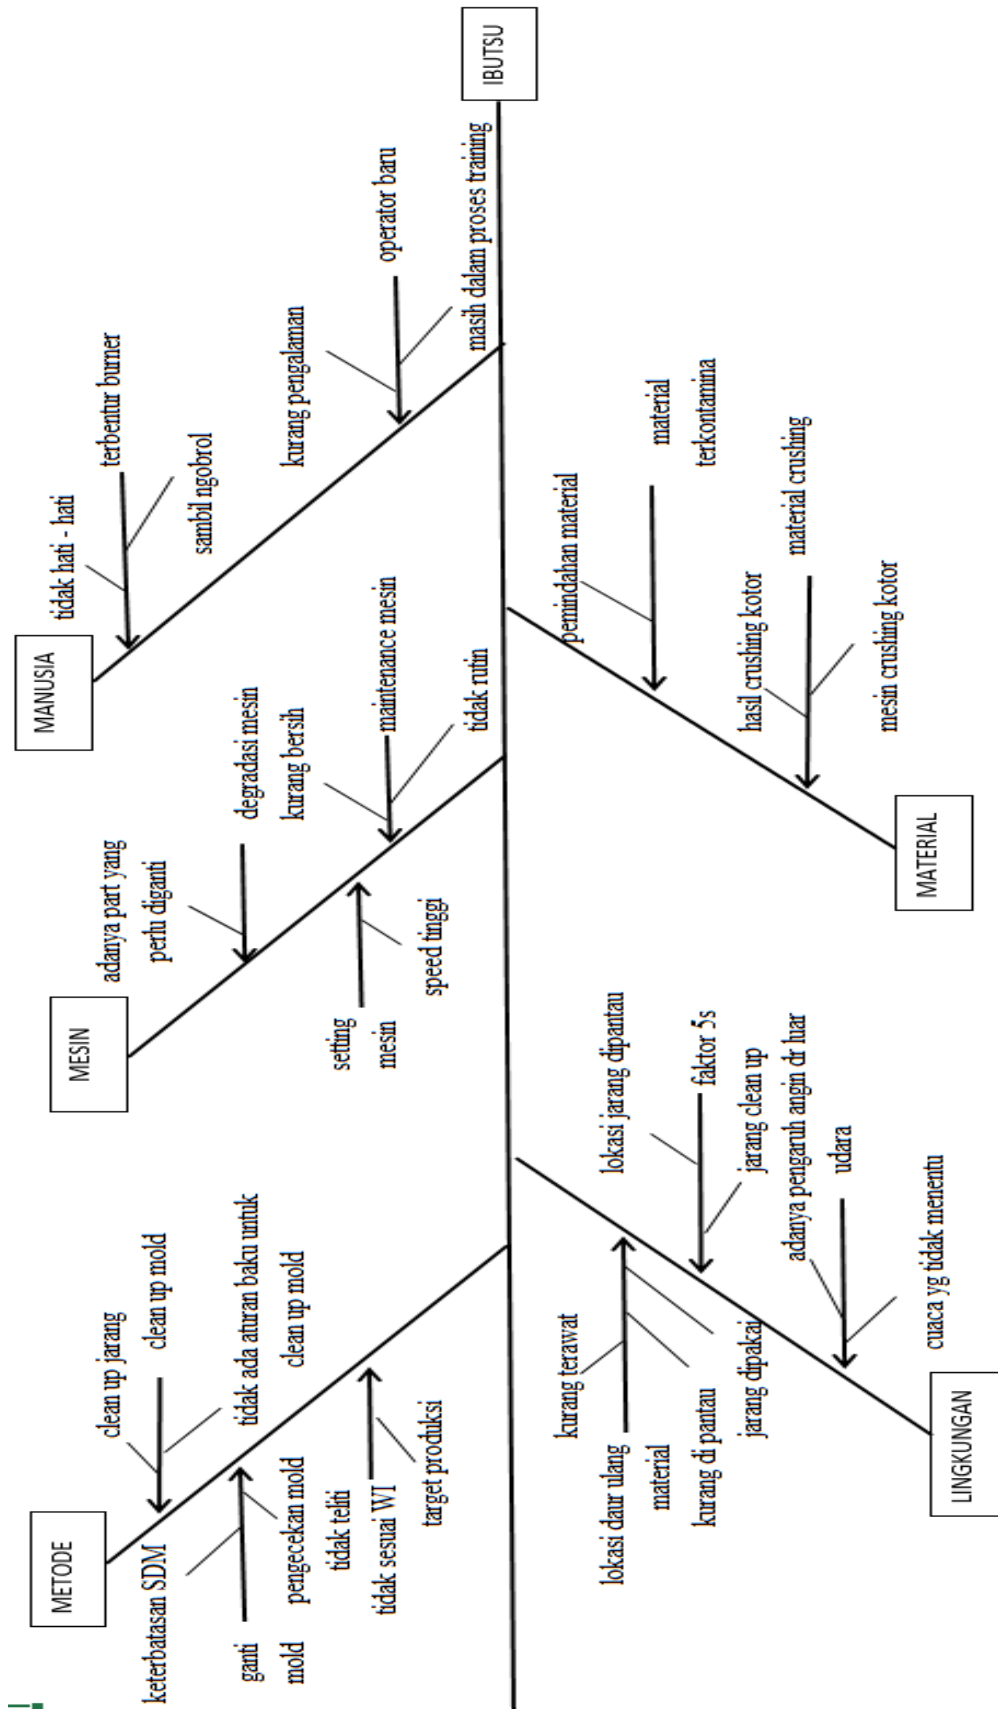 METODE
clean up jarang
clean up mold
tidak ada aturan baku untuk
clean up mold
keterbatasan SDM
ganti
mold
pengecekan mold
tidak teliti
tidak sesuai WI
target produksi
MESIN
adanya part yang
perlu diganti
degradasi mesin
kurang bersih
maintenance mesin
tidak rutin
setting
mesin
speed tinggi
MANUSIA
tidak hati - hati
terbentur burner
sambil ngobrol
kurang pengalaman
operator baru
masih dalam proses training
IBUTSU
LINGKUNGAN
kurang terawat
lokasi daur ulang
material
kurang di pantau
jarang dipakai
lokasi jarang dipantau
faktor 5s
jarang clean up
adanya pengaruh angin dr luar
udara
cuaca yg tidak menentu
MATERIAL
pemindahan material
material
terkontamina
hasil crushing kotor
material crushing
mesin crushing kotor